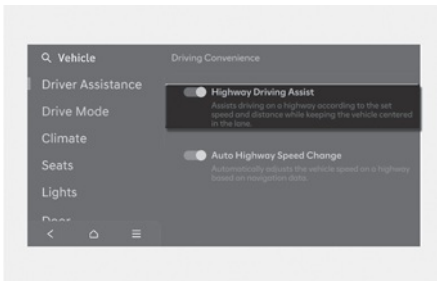 Vehicle
Driver Assistance
Drive Mode
Climate
Seats
Lights
Door
Driving Convenience
Highway Driving Assist
Assists driving on a highway according to the set
speed and distance while keeping the vehicle centered
in the lane.
Auto Highway Speed Change
Automatically adjusts the vehicle speed on a highway
based on navigation data.